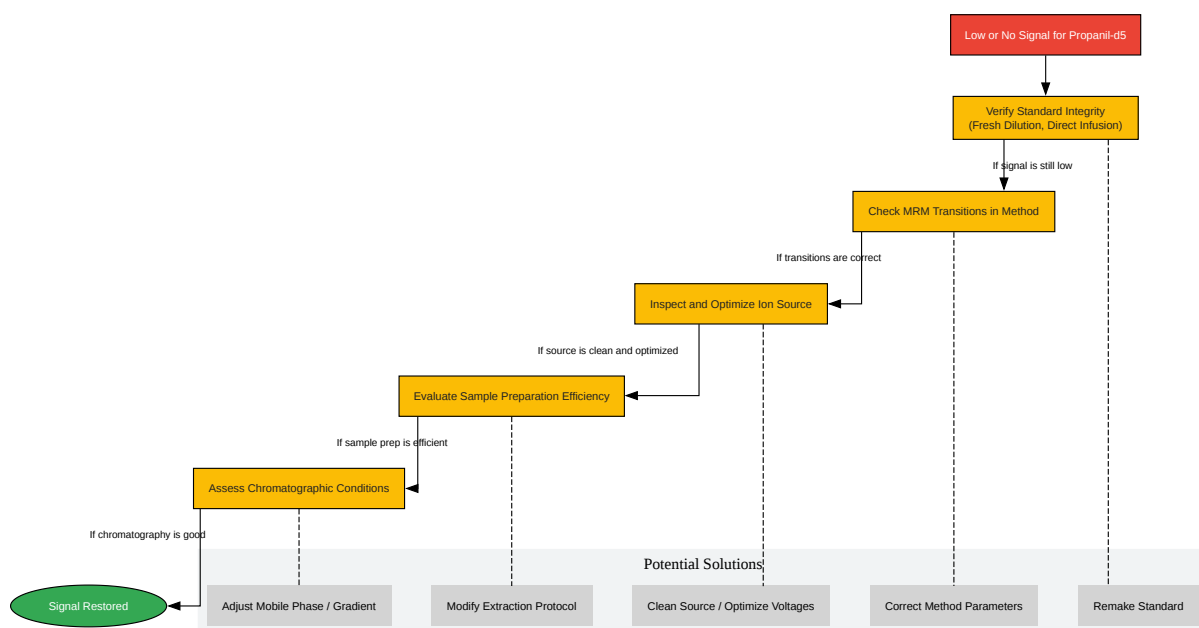 Low or No Signal for Propanil-d5
Verify Standard Integrity
(Fresh Dilution, Direct Infusion)
If signal is still low
Check MRM Transitions in Method
If transitions are correct
Inspect and Optimize Ion Source
If source is clean and optimized
Evaluate Sample Preparation Efficiency
If sample prep is efficient
Assess Chromatographic Conditions
If chromatography is good
Potential Solutions
Signal Restored
Adjust Mobile Phase / Gradient
Modify Extraction Protocol
Clean Source / Optimize Voltages
Correct Method Parameters
Remake Standard